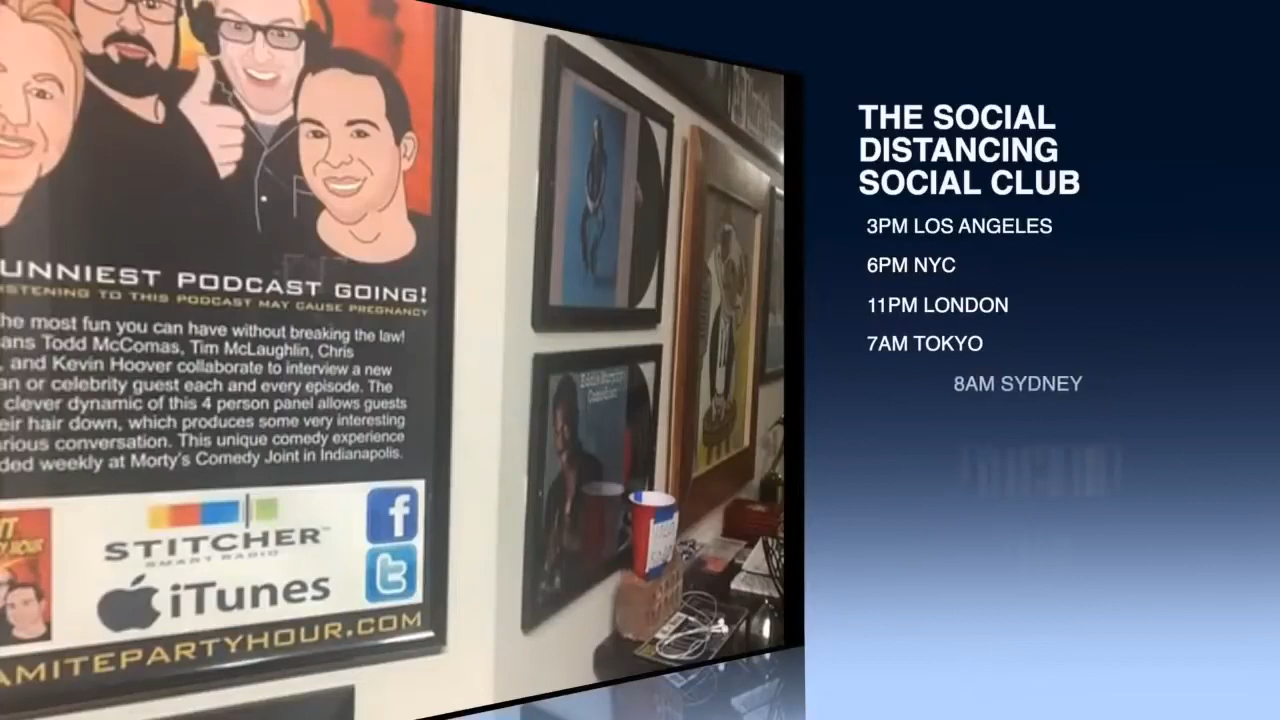 UNNIEST PODCAST GOING!
ISTENING TO THIS PODCAST MAY CAUSE PREGNANCY
he most fun you can have without breaking the law!
ans Todd McComas, Tim McLaughlin, Chris
, and Kevin Hoover collaborate to interview a new
an or celebrity guest each and every episode. The
clever dynamic of this 4 person panel allows guests
eir hair down, which produces some very interesting
arious conversation. This unique comedy experience
ded weekly at Morty's Comedy Joint in Indianapolis.
STITCHER
SMART RADIO
iTunes
f
t
AMITEPARTYHOUR.COM
THE SOCIAL
DISTANCING
SOCIAL CLUB
3PM LOS ANGELES
6PM NYC
11PM LONDON
7AM TOKYO
8AM SYDNEY